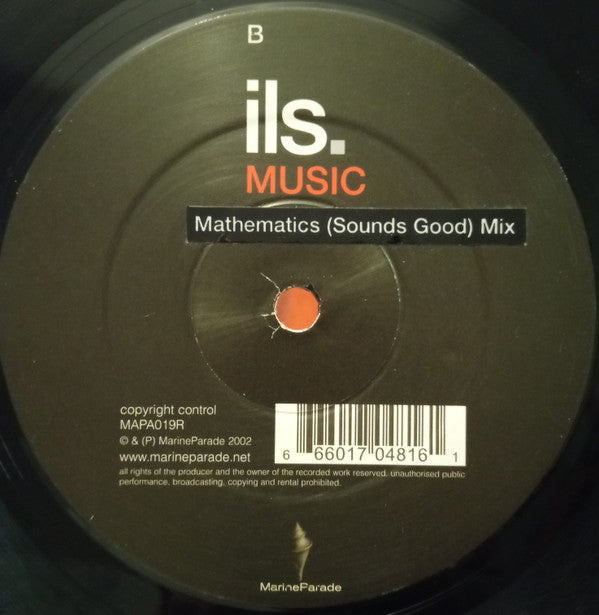 B
ils.
MUSIC
Mathematics (Sounds Good) Mix
copyright control
MAPA019R
© & (P) MarineParade 2002
www.marineparade.net
6 66017 04816 1
all rights of the producer and the owner of the recorded work reserved. unauthorised public
performance, broadcasting, copying and rental prohibited.
MarineParade